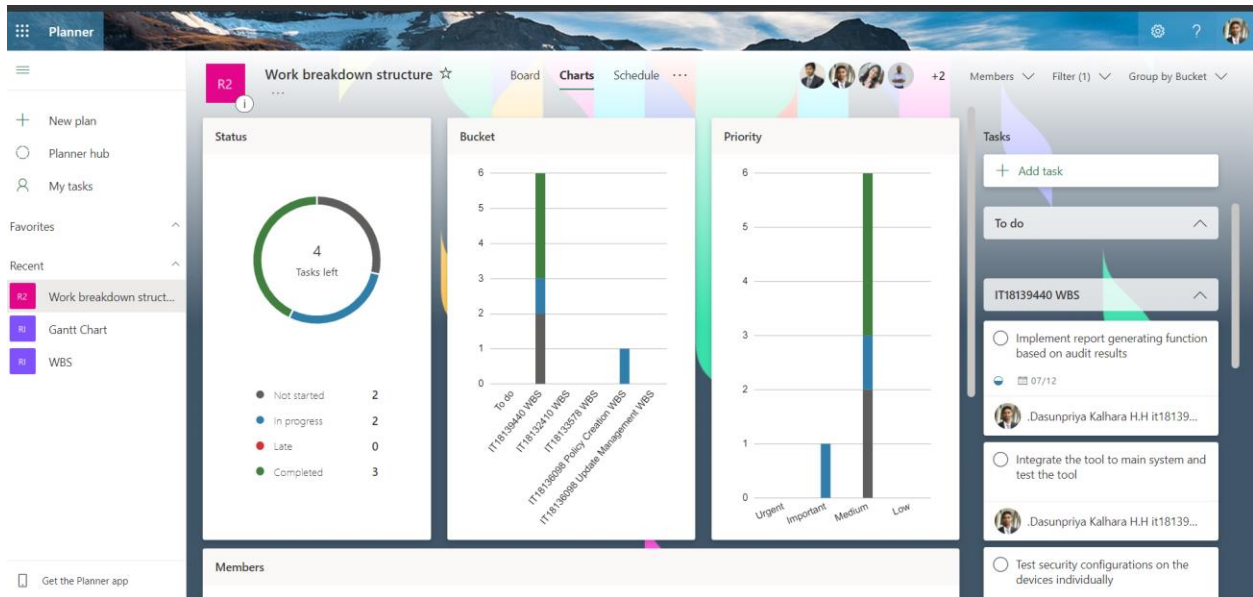 Planner
?
R2
Work breakdown structure
...
i
Board
Charts
Schedule
...
+2
Members
Filter (1)
Group by Bucket
New plan
Planner hub
My tasks
Favorites
Recent
R2
Work breakdown struct...
RI
Gantt Chart
RI
WBS
Get the Planner app
Status
4
Tasks left
Not started 2
In progress 2
Late 0
Completed 3
Bucket
6
5
4
3
2
1
0
To do
IT18139440 WBS
IT18132410 WBS
IT18133578 WBS
IT18136098 Policy Creation WBS
IT18136098 Update Management WBS
Priority
6
5
4
3
2
1
0
Urgent
Important
Medium
Low
Members
Tasks
+ Add task
To do
IT18139440 WBS
Implement report generating function
based on audit results
07/12
.Dasunpriya Kalhara H.H it18139...
Integrate the tool to main system and
test the tool
.Dasunpriya Kalhara H.H it18139...
Test security configurations on the
devices individually